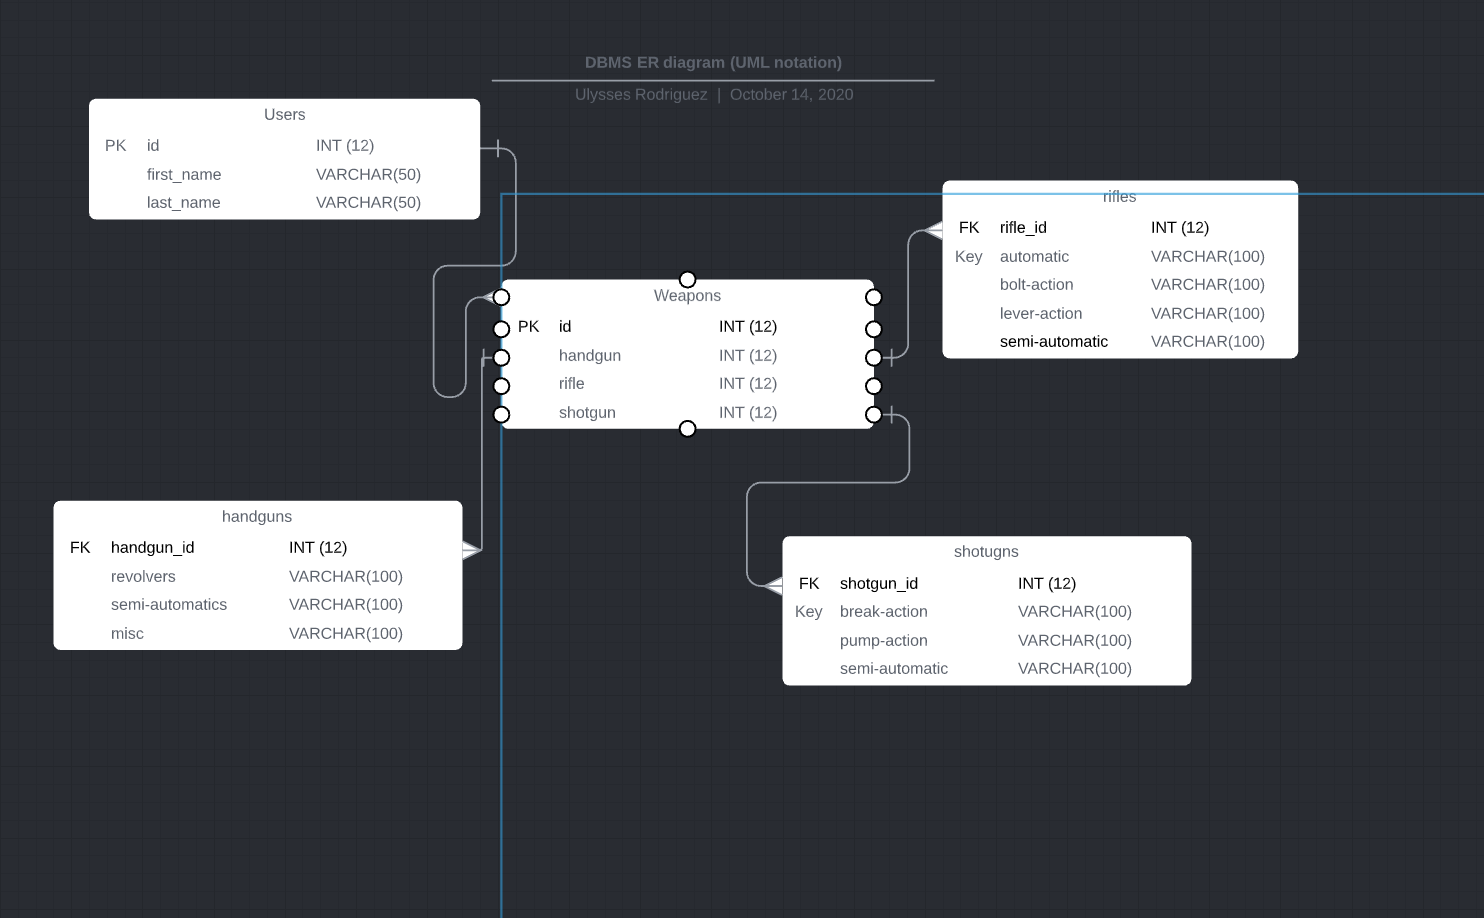 DBMS ER diagram (UML notation)
Ulysses Rodriguez | October 14, 2020
Users
PK id INT (12)
first_name VARCHAR(50)
last_name VARCHAR(50)
rifles
FK rifle_id INT (12)
Key automatic VARCHAR(100)
bolt-action VARCHAR(100)
lever-action VARCHAR(100)
semi-automatic VARCHAR(100)
Weapons
PK id INT (12)
handgun INT (12)
rifle INT (12)
shotgun INT (12)
handguns
FK handgun_id INT (12)
revolvers VARCHAR(100)
semi-automatics VARCHAR(100)
misc VARCHAR(100)
shotugns
FK shotgun_id INT (12)
Key break-action VARCHAR(100)
pump-action VARCHAR(100)
semi-automatic VARCHAR(100)